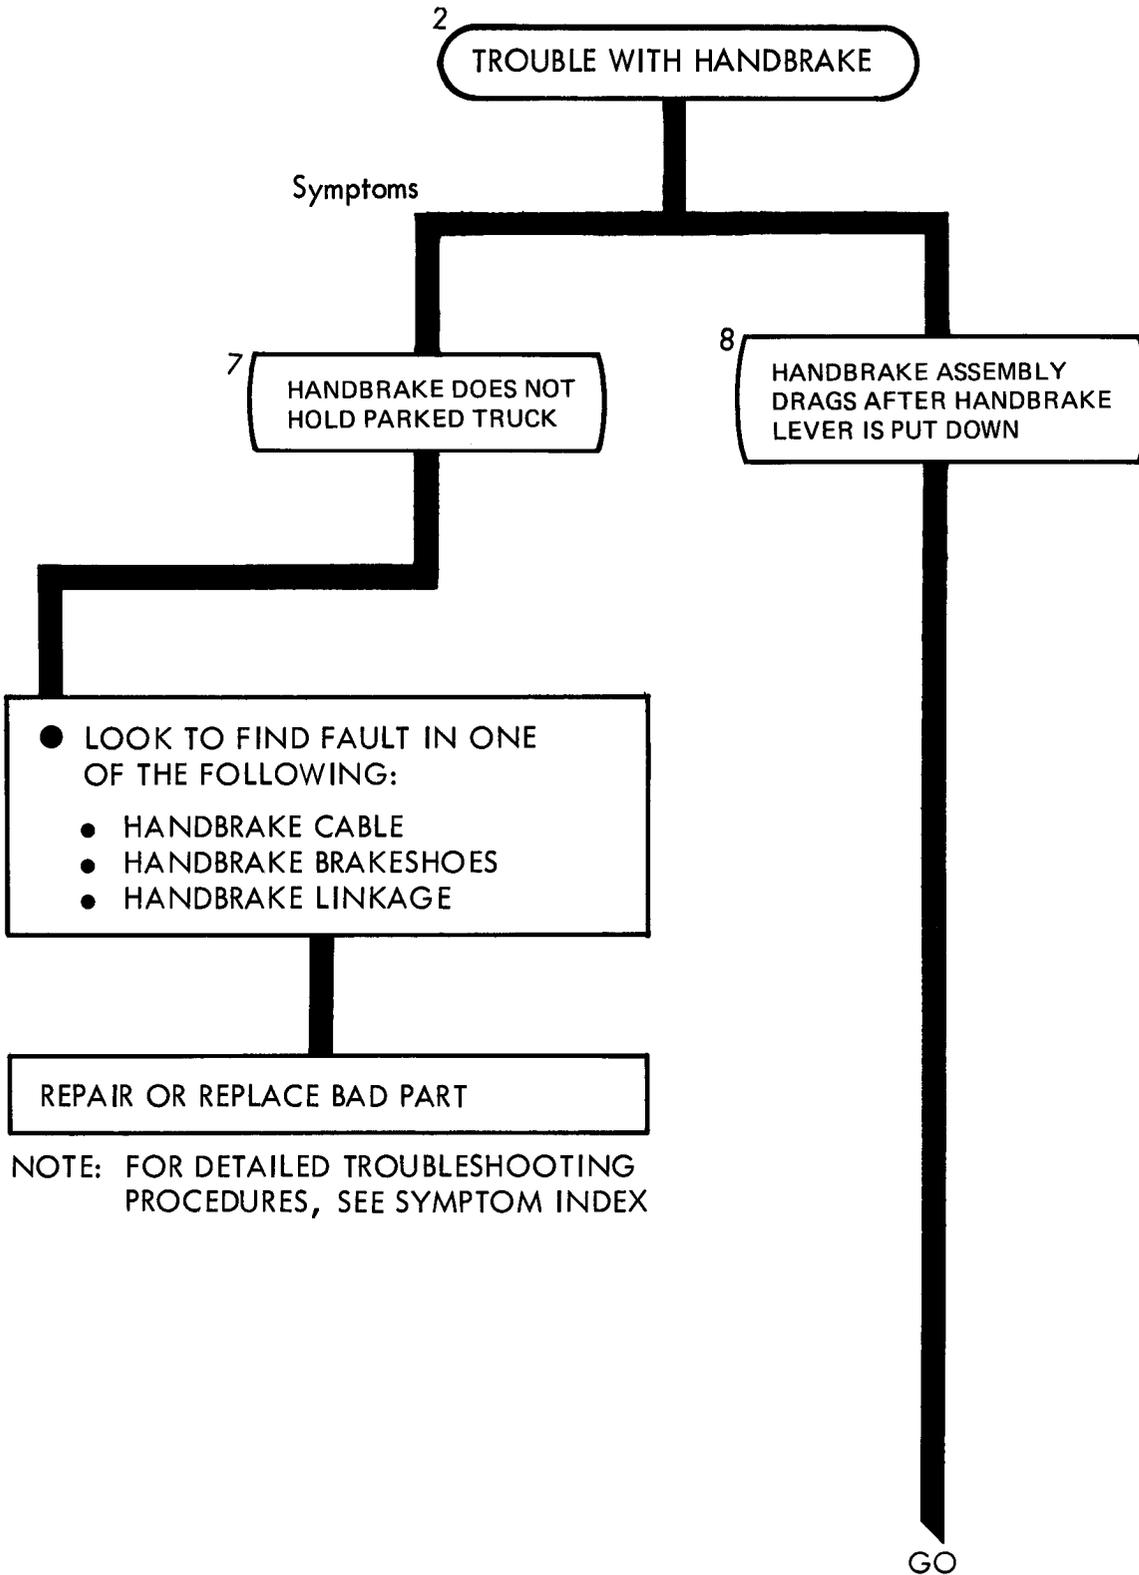 2
TROUBLE WITH HANDBRAKE
Symptoms
7
HANDBRAKE DOES NOT
HOLD PARKED TRUCK
8
HANDBRAKE ASSEMBLY
DRAGS AFTER HANDBRAKE
LEVER IS PUT DOWN
● LOOK TO FIND FAULT IN ONE
OF THE FOLLOWING:
● HANDBRAKE CABLE
● HANDBRAKE BRAKESHOES
● HANDBRAKE LINKAGE
REPAIR OR REPLACE BAD PART
NOTE: FOR DETAILED TROUBLESHOOTING
PROCEDURES, SEE SYMPTOM INDEX
GO